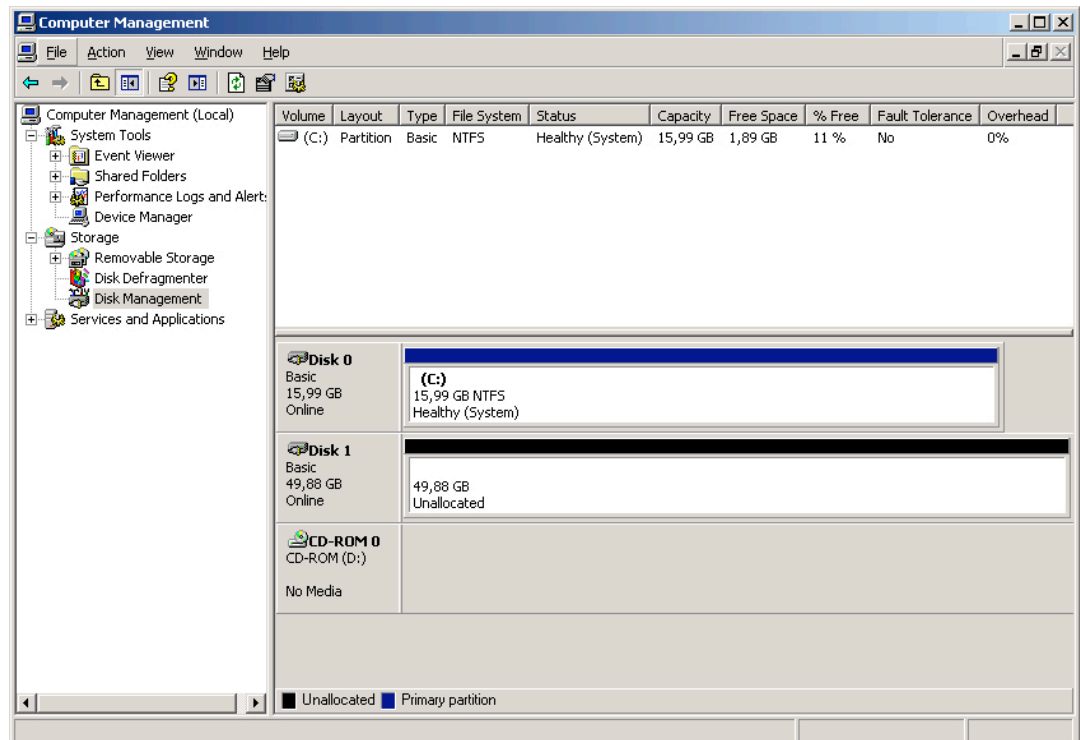 Computer Management
File Action View Window Help
Computer Management (Local)
System Tools
Event Viewer
Shared Folders
Performance Logs and Alert
Device Manager
Storage
Removable Storage
Disk Defragmenter
Disk Management
Services and Applications
Volume Layout Type File System Status Capacity Free Space % Free Fault Tolerance Overhead
(C:) Partition Basic NTFS Healthy (System) 15,99 GB 1,89 GB 11 % No 0%
Disk 0
Basic
15,99 GB
Online
(C:)
15,99 GB NTFS
Healthy (System)
Disk 1
Basic
49,88 GB
Online
49,88 GB
Unallocated
CD-ROM 0
CD-ROM (D:)
No Media
Unallocated Primary partition